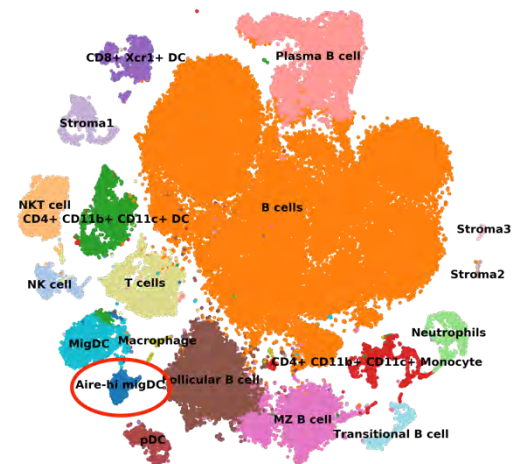 Plasma B cell
CD8+ Xcr1+ DC
Stroma1
NKT cell
B cells
CD4+ CD11b+ CD11c+ DC
Stroma3
Stroma2
NK cell
T cells
Neutrophils
MigDC
Macrophage
CD4+ CD11b+ CD11c+ Monocyte
Aire-hi migDC
ollicular B cell
MZ B cell
Transitional B cell
pDC